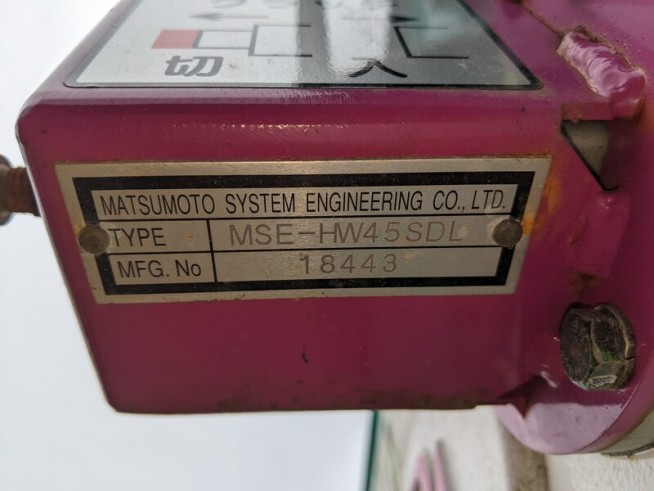 切
入
MATSUMOTO SYSTEM ENGINEERING CO., LTD.
TYPE MSE-HW45SDL
MFG. No 18443